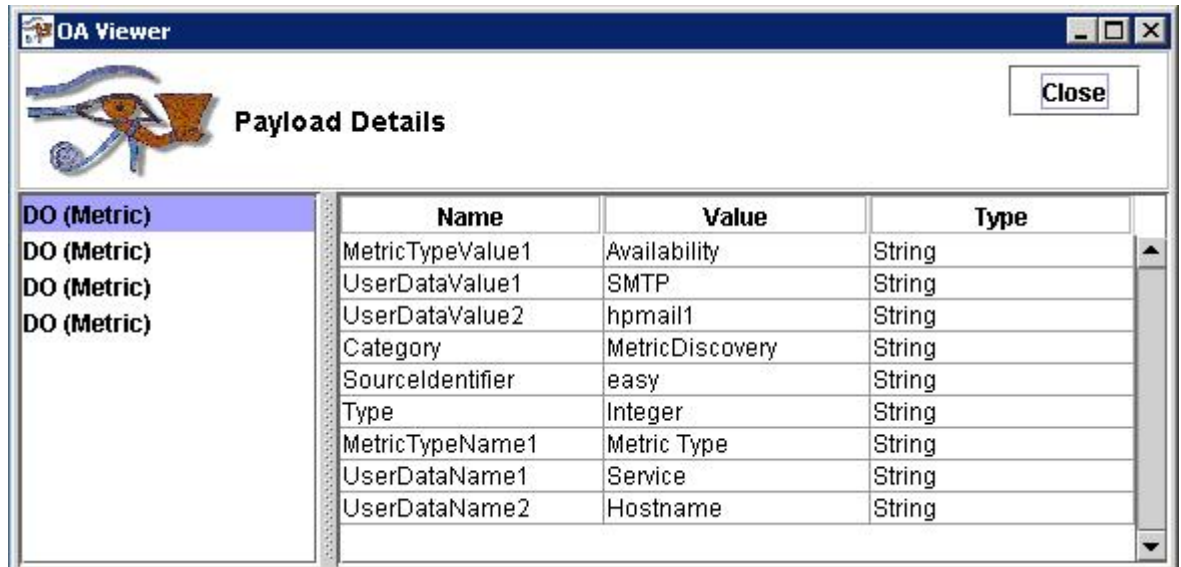 OA Viewer
Close
Payload Details
DO (Metric)
DO (Metric)
DO (Metric)
DO (Metric)
Name Value Type
MetricTypeValue1 Availability String
UserDataValue1 SMTP String
UserDataValue2 hpmail1 String
Category MetricDiscovery String
SourceIdentifier easy String
Type Integer String
MetricTypeName1 Metric Type String
UserDataName1 Service String
UserDataName2 Hostname String